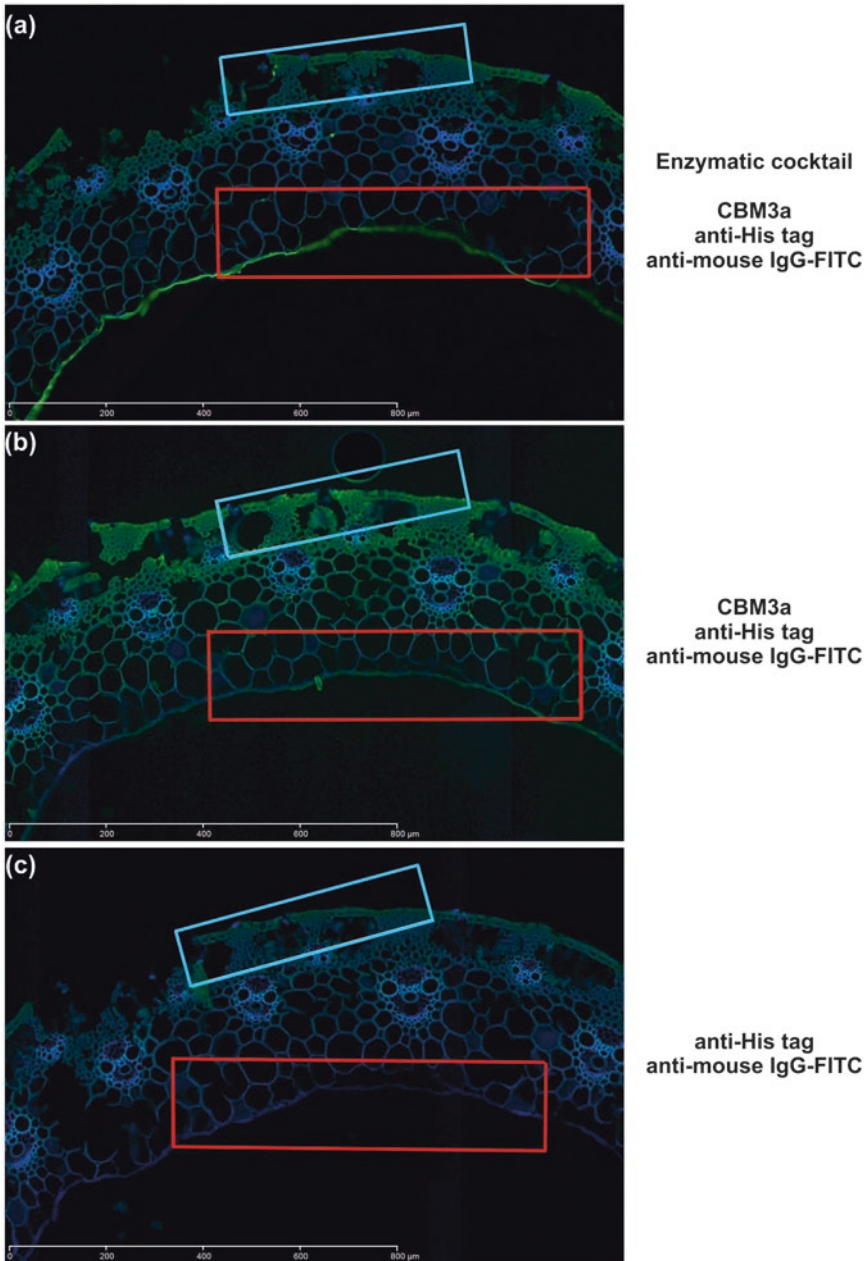 (a)
Enzymatic cocktail
CBM3a
anti-His tag
anti-mouse IgG-FITC
0 200 400 600 800 µm
(b)
CBM3a
anti-His tag
anti-mouse IgG-FITC
0 200 400 600 800 µm
(c)
anti-His tag
anti-mouse IgG-FITC
0 200 400 600 800 µm